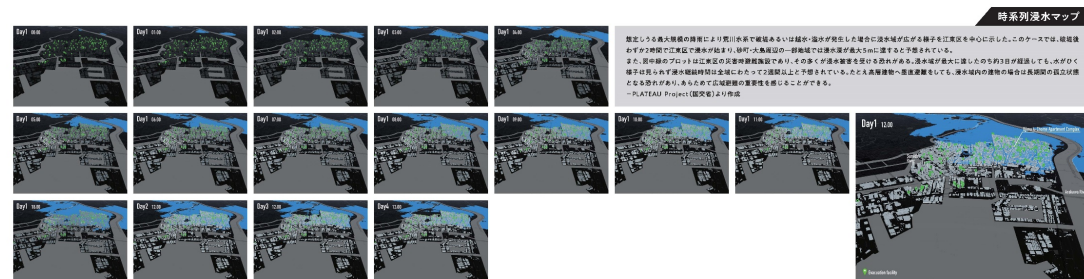 時系列浸水マップ
想定しうる最大規模の降雨により荒川水系で破堤あるいは越水・溢水が発生した場合に浸水域が広がる様子を江東区を中心に示した。このケースでは、破堤後
わずか2時間で江東区で浸水が始まり、砂町・大島周辺の一部地域では浸水深が最大5mに達すると予想されている。
また、図中緑のプロットは江東区の災害時避難施設であり、その多くが浸水被害を受ける恐れがある。浸水域が最大に達したのち約3日が経過しても、水がひく
様子は見られず浸水継続時間は全域にわたって2週間以上と予想されている。たとえ高層建物へ垂直避難をしても、浸水域内の建物の場合は長期間の孤立状態
となる恐れがあり、あらためて広域避難の重要性を感じることができる。
－PLATEAU Project（国交省）より作成
Day1 00:00
Day1 01:00
Day1 02:00
Day1 03:00
Day1 04:00
Day1 05:00
Day1 06:00
Day1 07:00
Day1 08:00
Day1 09:00
Day1 10:00
Day1 11:00
Day1 12:00
Apartment Complex
Day1 18:00
Day2 12:00
Day3 12:00
Day4 12:00
Evacuation facility